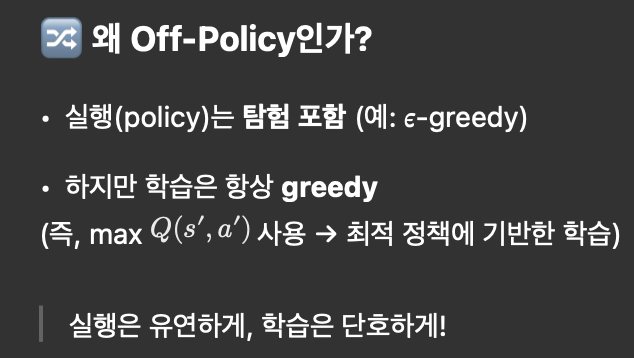 🔀 왜 Off-Policy인가?
• 실행(policy)는 탐험 포함 (예: ϵ-greedy)
• 하지만 학습은 항상 greedy
(즉, max Q(s′, a′) 사용 → 최적 정책에 기반한 학습)
실행은 유연하게, 학습은 단호하게!